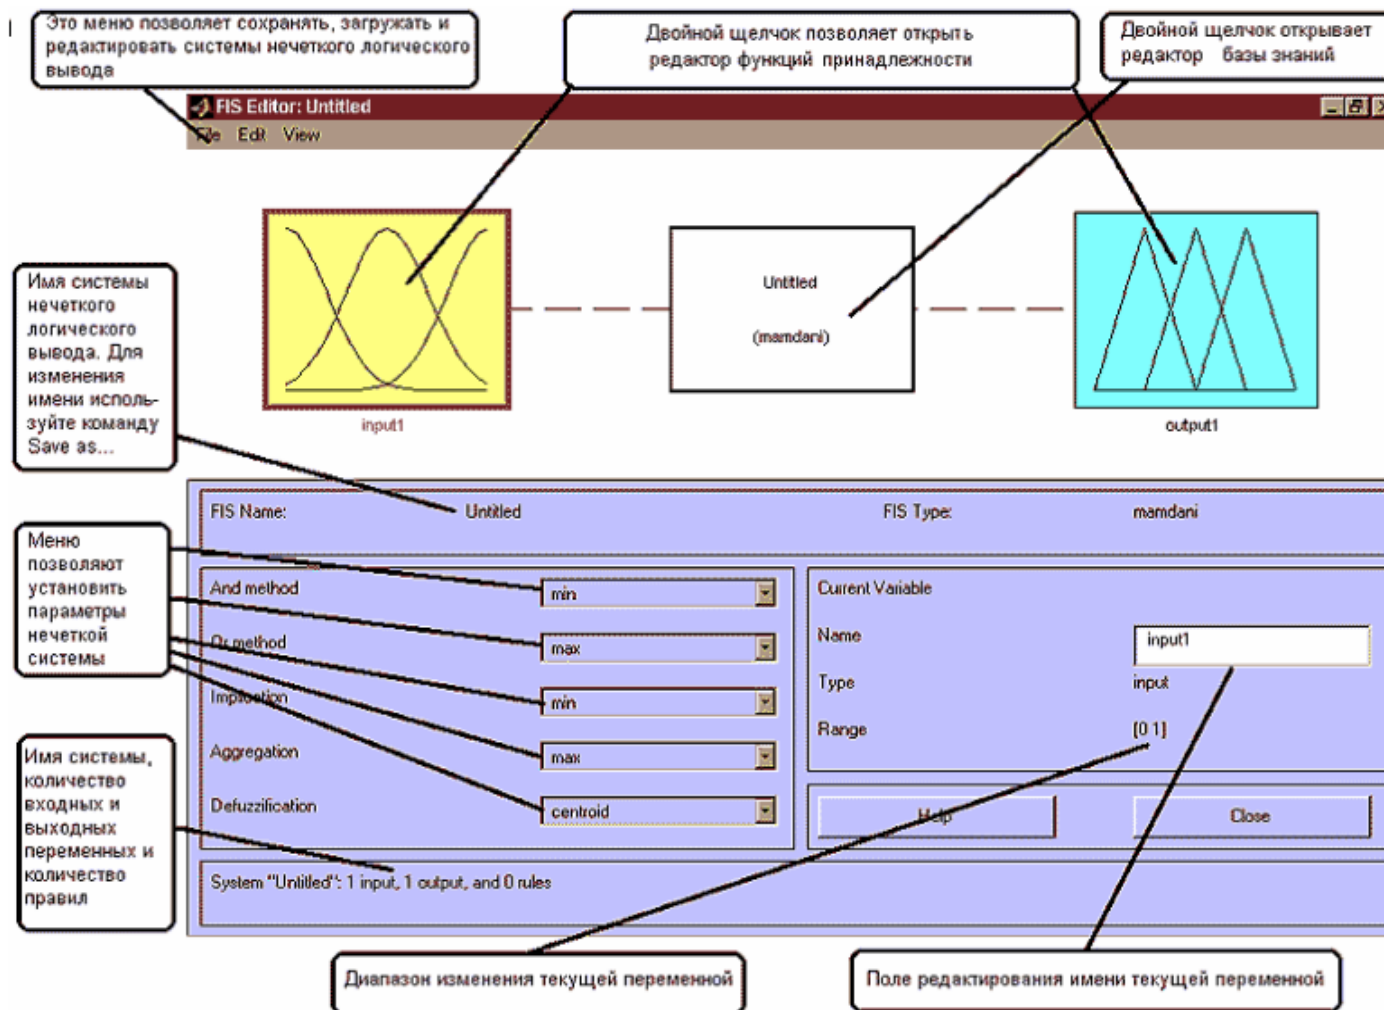 Это меню позволяет сохранять, загружать и
редактировать системы нечеткого логического
вывода
Двойной щелчок позволяет открыть
редактор функций принадлежности
Двойной щелчок открывает
редактор базы знаний
FIS Editor: Untitled
File Edit View
Имя системы
нечеткого
логического
вывода. Для
изменения
имени исполь-
зуйте команду
Save as...
input1
Untitled
(mamdani)
output1
FIS Name: Untitled FIS Type: mamdani
Меню
позволяют
установить
параметры
нечеткой
системы
And method min
Or method max
Implication min
Aggregation max
Defuzzification centroid
Current Variable
Name input1
Type input
Range [0 1]
Help Close
Имя системы,
количество
входных и
выходных
переменных и
количество
правил
System "Untitled": 1 input, 1 output, and 0 rules
Диапазон изменения текущей переменной
Поле редактирования имени текущей переменной